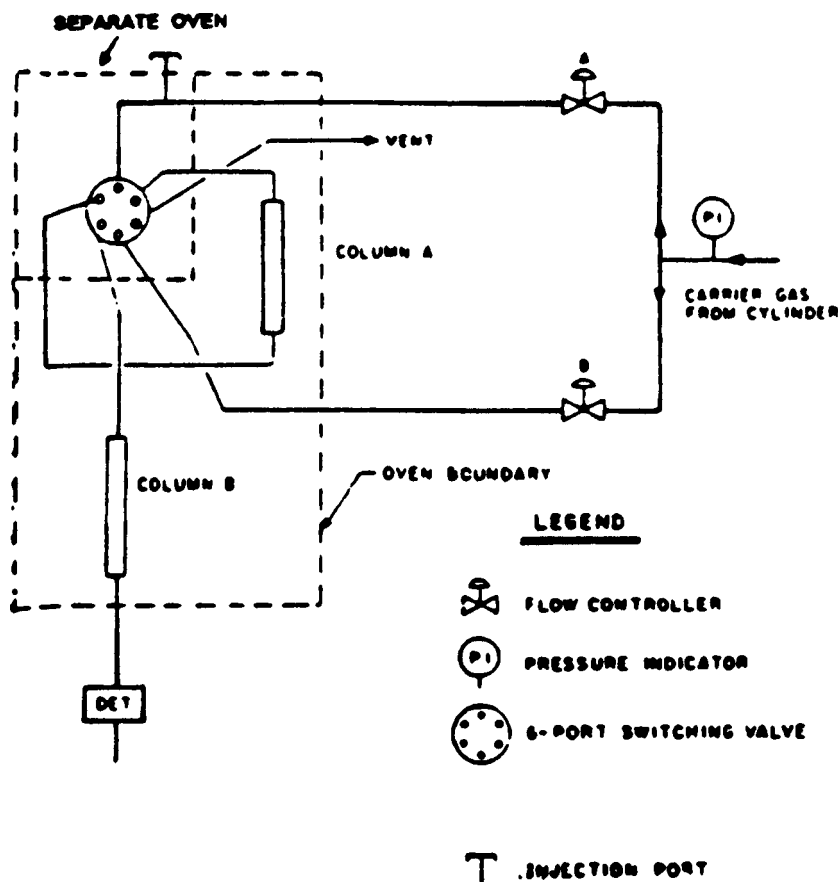 SEPARATE OVEN
A
VENT
PI
COLUMN A
CARRIER GAS
FROM CYLINDER
B
COLUMN B
OVEN BOUNDARY
LEGEND
FLOW CONTROLLER
PI
PRESSURE INDICATOR
DET
6-PORT SWITCHING VALVE
INJECTION PORT